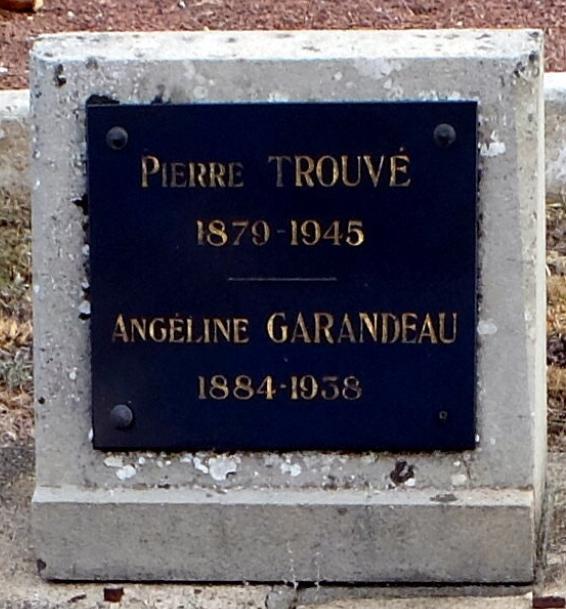 Pierre TROUVÉ
1879-1945
Angéline GARANDEAU
1884-1938